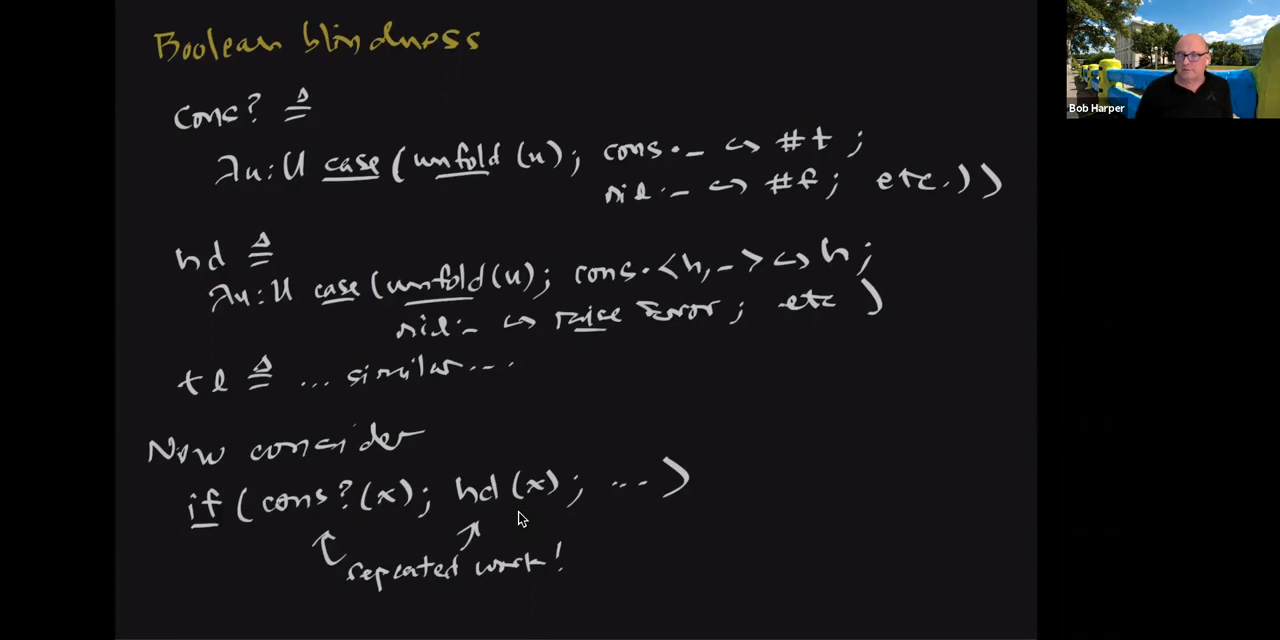 Boolean blindness
cons? ≜
λu:U case (unfold (u); cons·_ ↪ #t ;
nil·_ ↪ #f ; etc.))
hd ≜
λu:U case (unfold (u); cons·<h,_> ↪ h ;
nil·_ ↪ raise Error ; etc )
tl ≜ ... similar ...
Now consider
if ( cons? (x); hd (x); ... )
repeated work!
Bob Harper